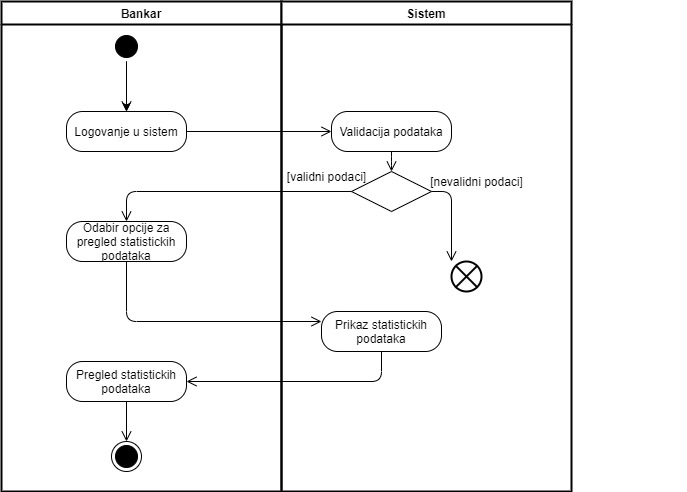 Bankar
Sistem
Logovanje u sistem
Validacija podataka
[validni podaci]
[nevalidni podaci]
Odabir opcije za
pregled statističkih
podataka
Prikaz statistickih
podataka
Pregled statistickih
podataka